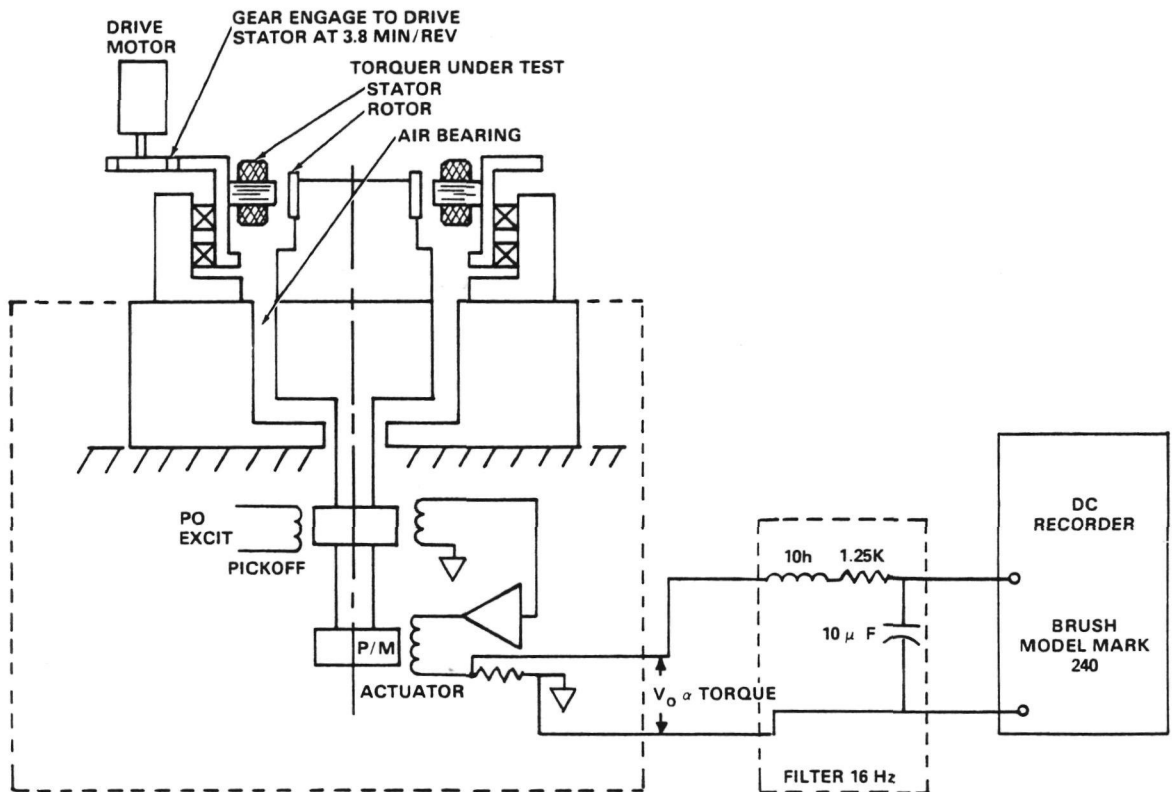 DRIVE
MOTOR
GEAR ENGAGE TO DRIVE
STATOR AT 3.8 MIN/REV
TORQUER UNDER TEST
STATOR
ROTOR
AIR BEARING
PO
EXCIT
PICKOFF
P/M
ACTUATOR
V₀ α TORQUE
10h
1.25K
10 μ F
FILTER 16 Hz
DC
RECORDER
BRUSH
MODEL MARK
240